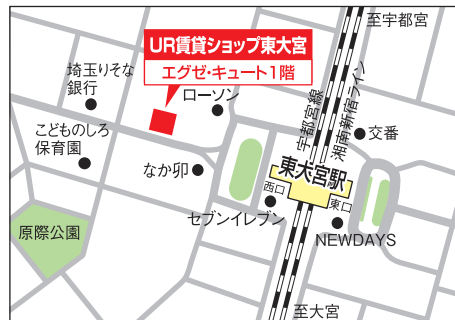 至宇都宮
UR賃貸ショップ東大宮
エグゼ・キュート1階
埼玉りそな
銀行
ローソン
宇都宮線
湘南新宿ライン
交番
こどものしろ
保育園
なか卯
東大宮駅
西口
東口
セブンイレブン
原際公園
NEWDAYS
至大宮